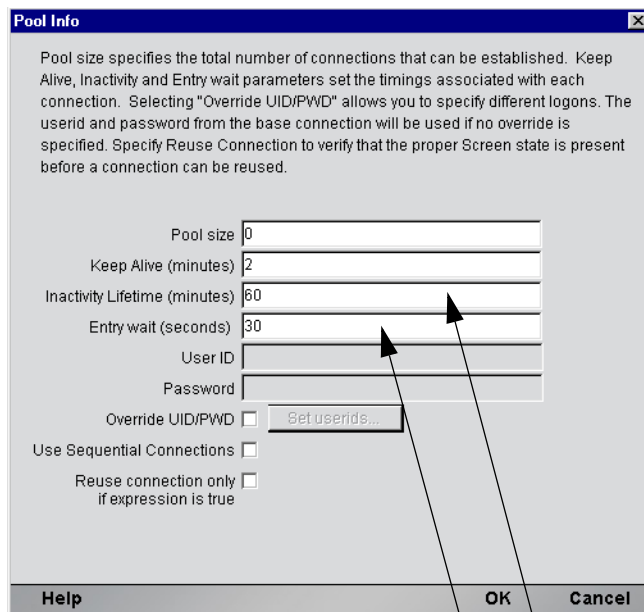 Pool Info
Pool size specifies the total number of connections that can be established. Keep
Alive, Inactivity and Entry wait parameters set the timings associated with each
connection. Selecting "Override UID/PWD" allows you to specify different logons. The
userid and password from the base connection will be used if no override is
specified. Specify Reuse Connection to verify that the proper Screen state is present
before a connection can be reused.
Pool size 0
Keep Alive (minutes) 2
Inactivity Lifetime (minutes) 60
Entry wait (seconds) 30
User ID
Password
Override UID/PWD Set userids...
Use Sequential Connections
Reuse connection only
if expression is true
Help OK Cancel